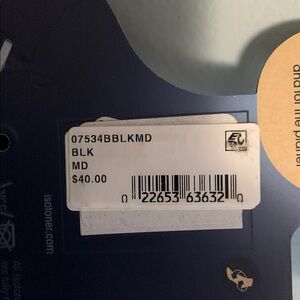 07534BBLKMD
BLK
MD
$40.00
0 22653 63632 0
isotoner.com
and for the planet